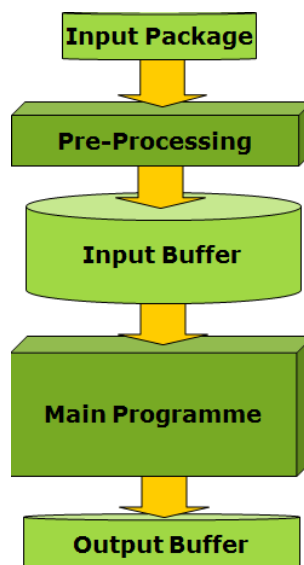 Input Package
Pre-Processing
Input Buffer
Main Programme
Output Buffer